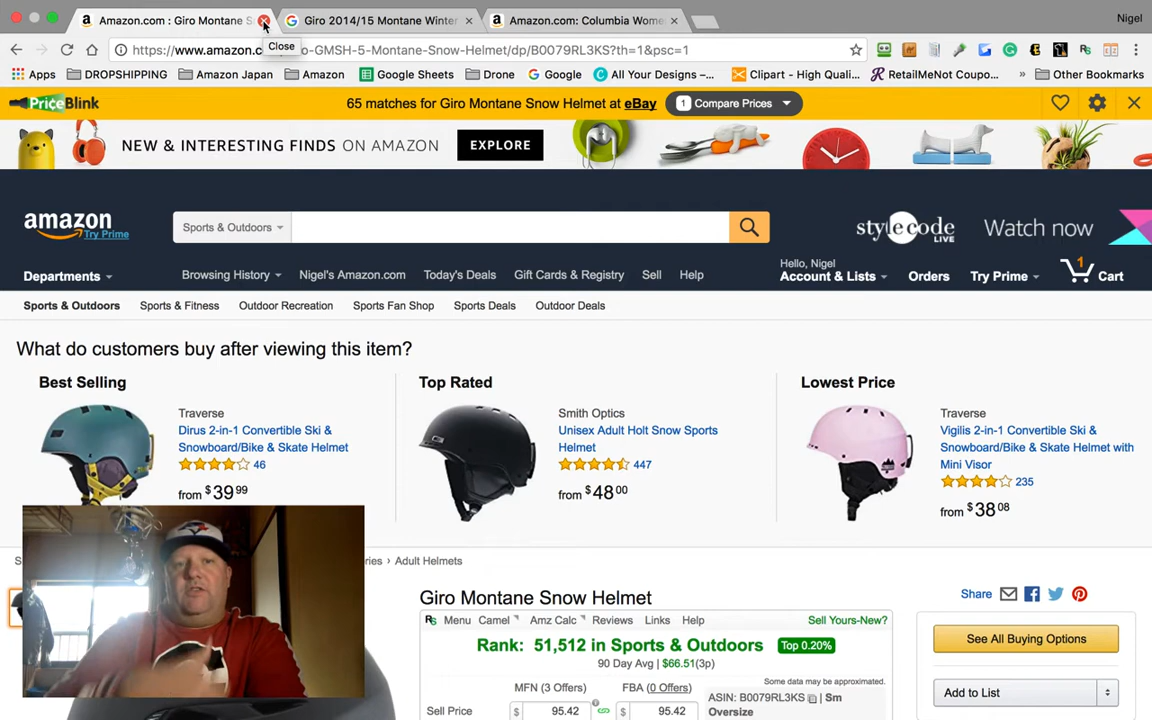 Amazon.com : Giro Montane S
Giro 2014/15 Montane Winter
Amazon.com: Columbia Wome
Nigel
Close
https://www.amazon.c
o-GMSH-5-Montane-Snow-Helmet/dp/B0079RL3KS?th=1&psc=1
Apps
DROPSHIPPING
Amazon Japan
Amazon
Google Sheets
Drone
Google
All Your Designs –...
Clipart - High Quali...
RetailMeNot Coupo...
»
Other Bookmarks
PriceBlink
65 matches for Giro Montane Snow Helmet at eBay
1 Compare Prices
NEW & INTERESTING FINDS ON AMAZON
EXPLORE
amazon
Try Prime
Sports & Outdoors
stylecode LIVE
Watch now
Departments
Browsing History
Nigel's Amazon.com
Today's Deals
Gift Cards & Registry
Sell
Help
Hello, Nigel
Account & Lists
Orders
Try Prime
1
Cart
Sports & Outdoors
Sports & Fitness
Outdoor Recreation
Sports Fan Shop
Sports Deals
Outdoor Deals
What do customers buy after viewing this item?
Best Selling
Traverse
Dirus 2-in-1 Convertible Ski &
Snowboard/Bike & Skate Helmet
46
from $39 99
Top Rated
Smith Optics
Unisex Adult Holt Snow Sports
Helmet
447
from $48 00
Lowest Price
Traverse
Vigilis 2-in-1 Convertible Ski &
Snowboard/Bike & Skate Helmet with
Mini Visor
235
from $38 08
S
ries › Adult Helmets
Giro Montane Snow Helmet
RS Menu Camel Amz Calc Reviews Links Help Sell Yours-New?
Rank: 51,512 in Sports & Outdoors Top 0.20%
90 Day Avg | $66.51(3p)
Some data may be approximated.
MFN (3 Offers)
FBA (0 Offers)
ASIN: B0079RL3KS
Sm
Oversize
Sell Price
$ 95.42
$ 95.42
Share
See All Buying Options
Add to List